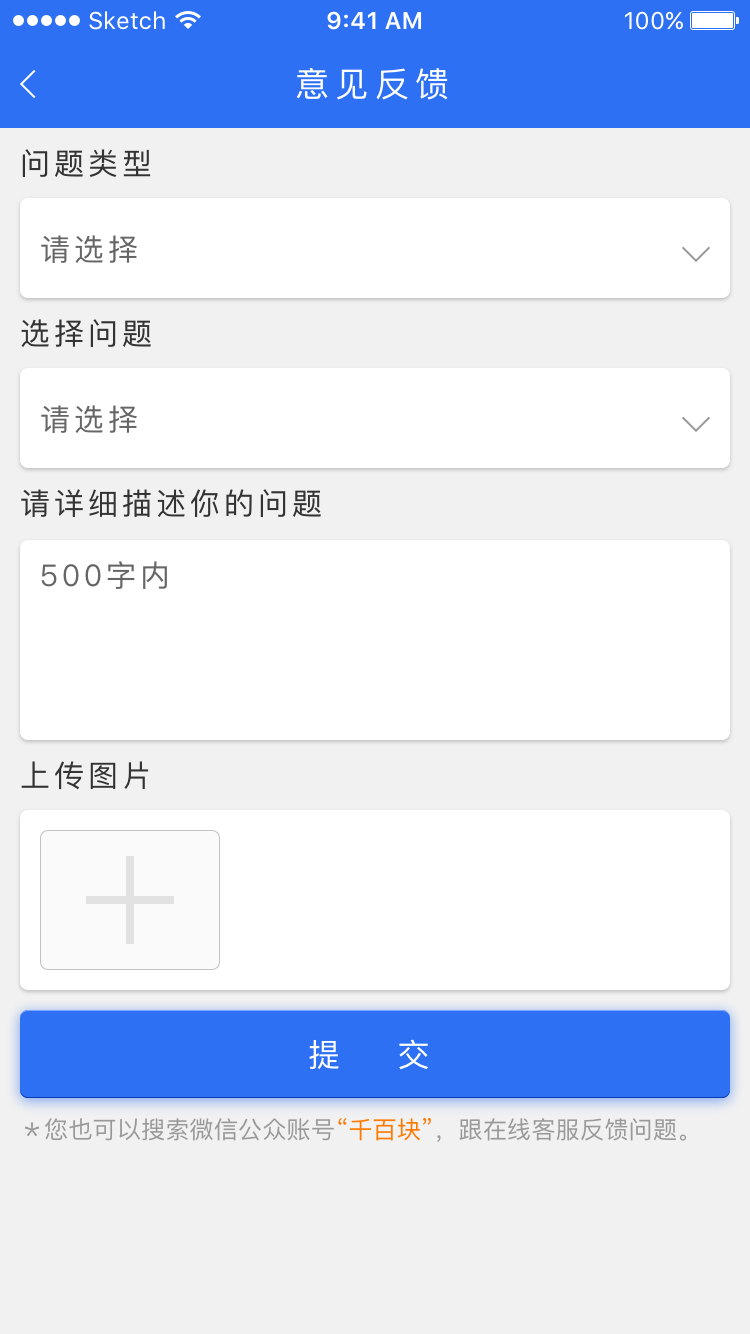 Sketch 9:41 AM 100%
意见反馈
问题类型
请选择
选择问题
请选择
请详细描述你的问题
500字内
上传图片
提 交
*您也可以搜索微信公众账号“千百块”，跟在线客服反馈问题。